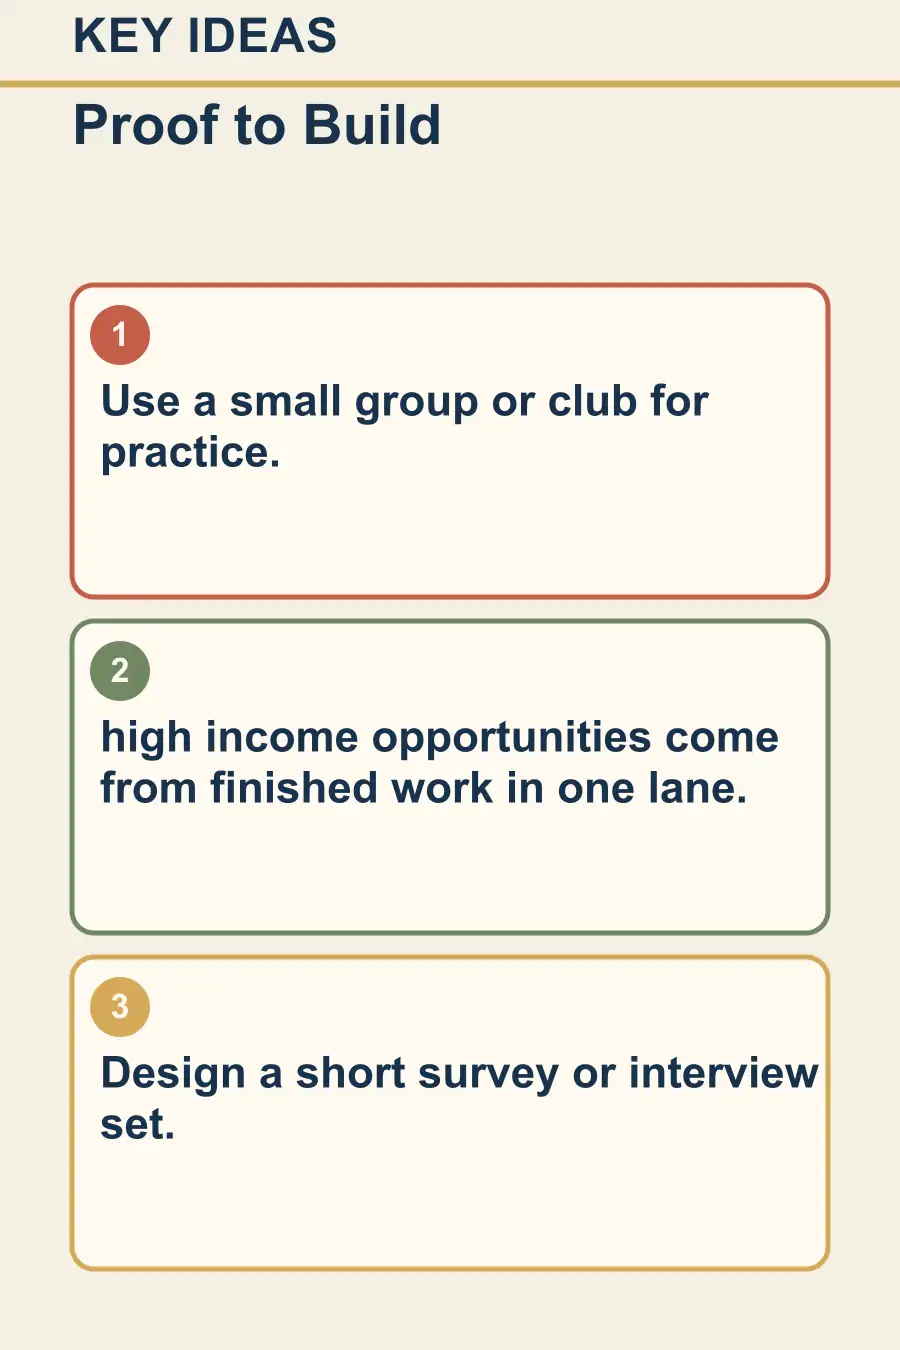 KEY IDEAS
Proof to Build
1
Use a small group or club for
practice.
2
high income opportunities come
from finished work in one lane.
3
Design a short survey or interview
set.